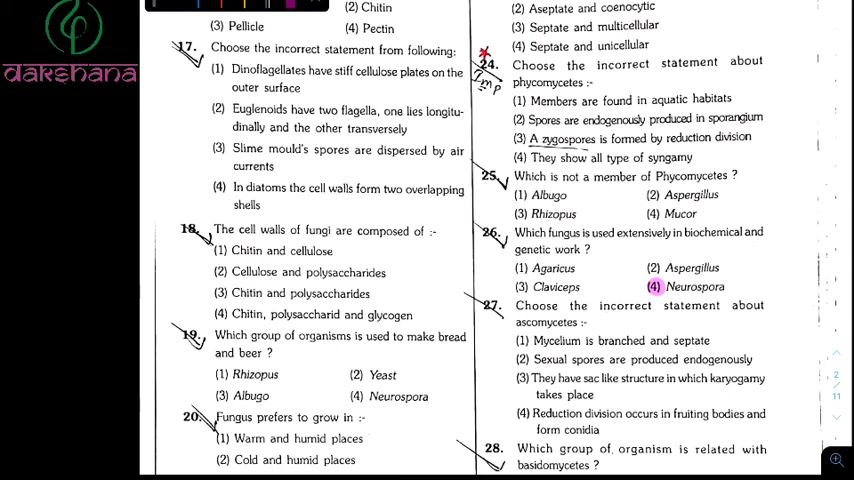 dakshana
(2) Chitin
(3) Pellicle
(4) Pectin
17. Choose the incorrect statement from following:
(1) Dinoflagellates have stiff cellulose plates on the
outer surface
(2) Euglenoids have two flagella, one lies longitu-
dinally and the other transversely
(3) Slime mould's spores are dispersed by air
currents
(4) In diatoms the cell walls form two overlapping
shells
18. The cell walls of fungi are composed of :-
(1) Chitin and cellulose
(2) Cellulose and polysaccharides
(3) Chitin and polysaccharides
(4) Chitin, polysaccharid and glycogen
19. Which group of organisms is used to make bread
and beer ?
(1) Rhizopus
(2) Yeast
(3) Albugo
(4) Neurospora
20. Fungus prefers to grow in :-
(1) Warm and humid places
(2) Cold and humid places
(2) Aseptate and coenocytic
(3) Septate and multicellular
(4) Septate and unicellular
24. Choose the incorrect statement about
Imp
phycomycetes :-
(1) Members are found in aquatic habitats
(2) Spores are endogenously produced in sporangium
(3) A zygospores is formed by reduction division
(4) They show all type of syngamy
25. Which is not a member of Phycomycetes ?
(1) Albugo
(2) Aspergillus
(3) Rhizopus
(4) Mucor
26. Which fungus is used extensively in biochemical and
genetic work ?
(1) Agaricus
(2) Aspergillus
(3) Claviceps
(4) Neurospora
27. Choose the incorrect statement about
ascomycetes :-
(1) Mycelium is branched and septate
(2) Sexual spores are produced endogenously
(3) They have sac like structure in which karyogamy
takes place
(4) Reduction division occurs in fruiting bodies and
form conidia
28. Which group of organism is related with
basidomycetes ?
2
11